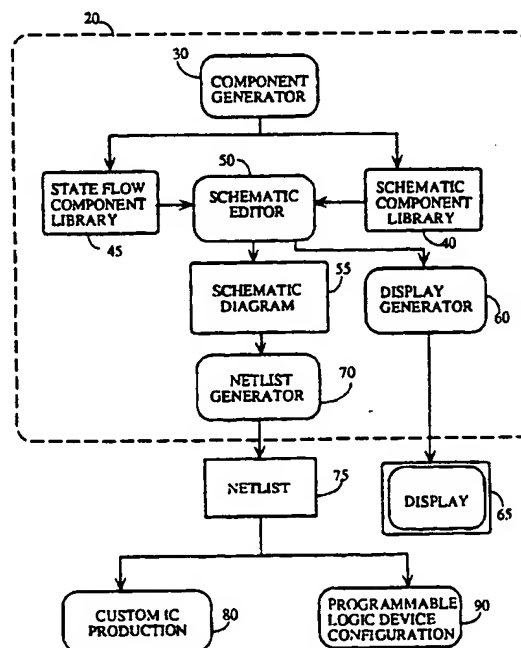 20
30
COMPONENT
GENERATOR
STATE FLOW
COMPONENT
LIBRARY
45
50
SCHEMATIC
EDITOR
SCHEMATIC
COMPONENT
LIBRARY
40
55
SCHEMATIC
DIAGRAM
DISPLAY
GENERATOR
60
NETLIST
GENERATOR
70
NETLIST
75
DISPLAY
65
CUSTOM IC
PRODUCTION
80
PROGRAMMABLE
LOGIC DEVICE
CONFIGURATION
90